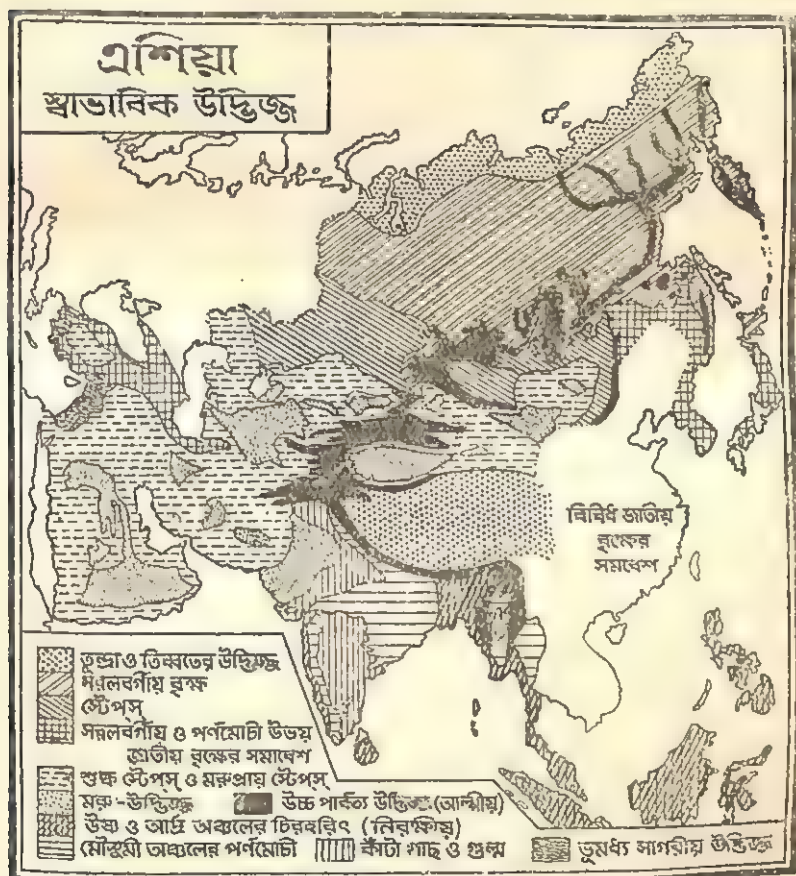 এশিয়া
স্বাভাবিক উদ্ভিজ্জ
বিবিধ জাতীয়
বৃক্ষের
সমাবেশ
তুন্দ্রা ও তিব্বতের উদ্ভিজ্জ
সরলবর্গীয় বৃক্ষ
স্টেপস্
সরলবর্গীয় ও পর্ণমোচী উভয়
জাতীয় বৃক্ষের সমাবেশ
শুষ্ক স্টেপস্ ও মরুপ্রায় স্টেপস্
মরু-উদ্ভিজ্জ উচ্চ পার্বত্য উদ্ভিজ্জ (আল্পীয়)
উষ্ণ ও আর্দ্র অঞ্চলের চিরহরিৎ (নিরক্ষীয়)
মৌসুমী অঞ্চলের পর্ণমোচী কাঁটা গাছ ও গুল্ম ভূমধ্য সাগরীয় উদ্ভিজ্জ